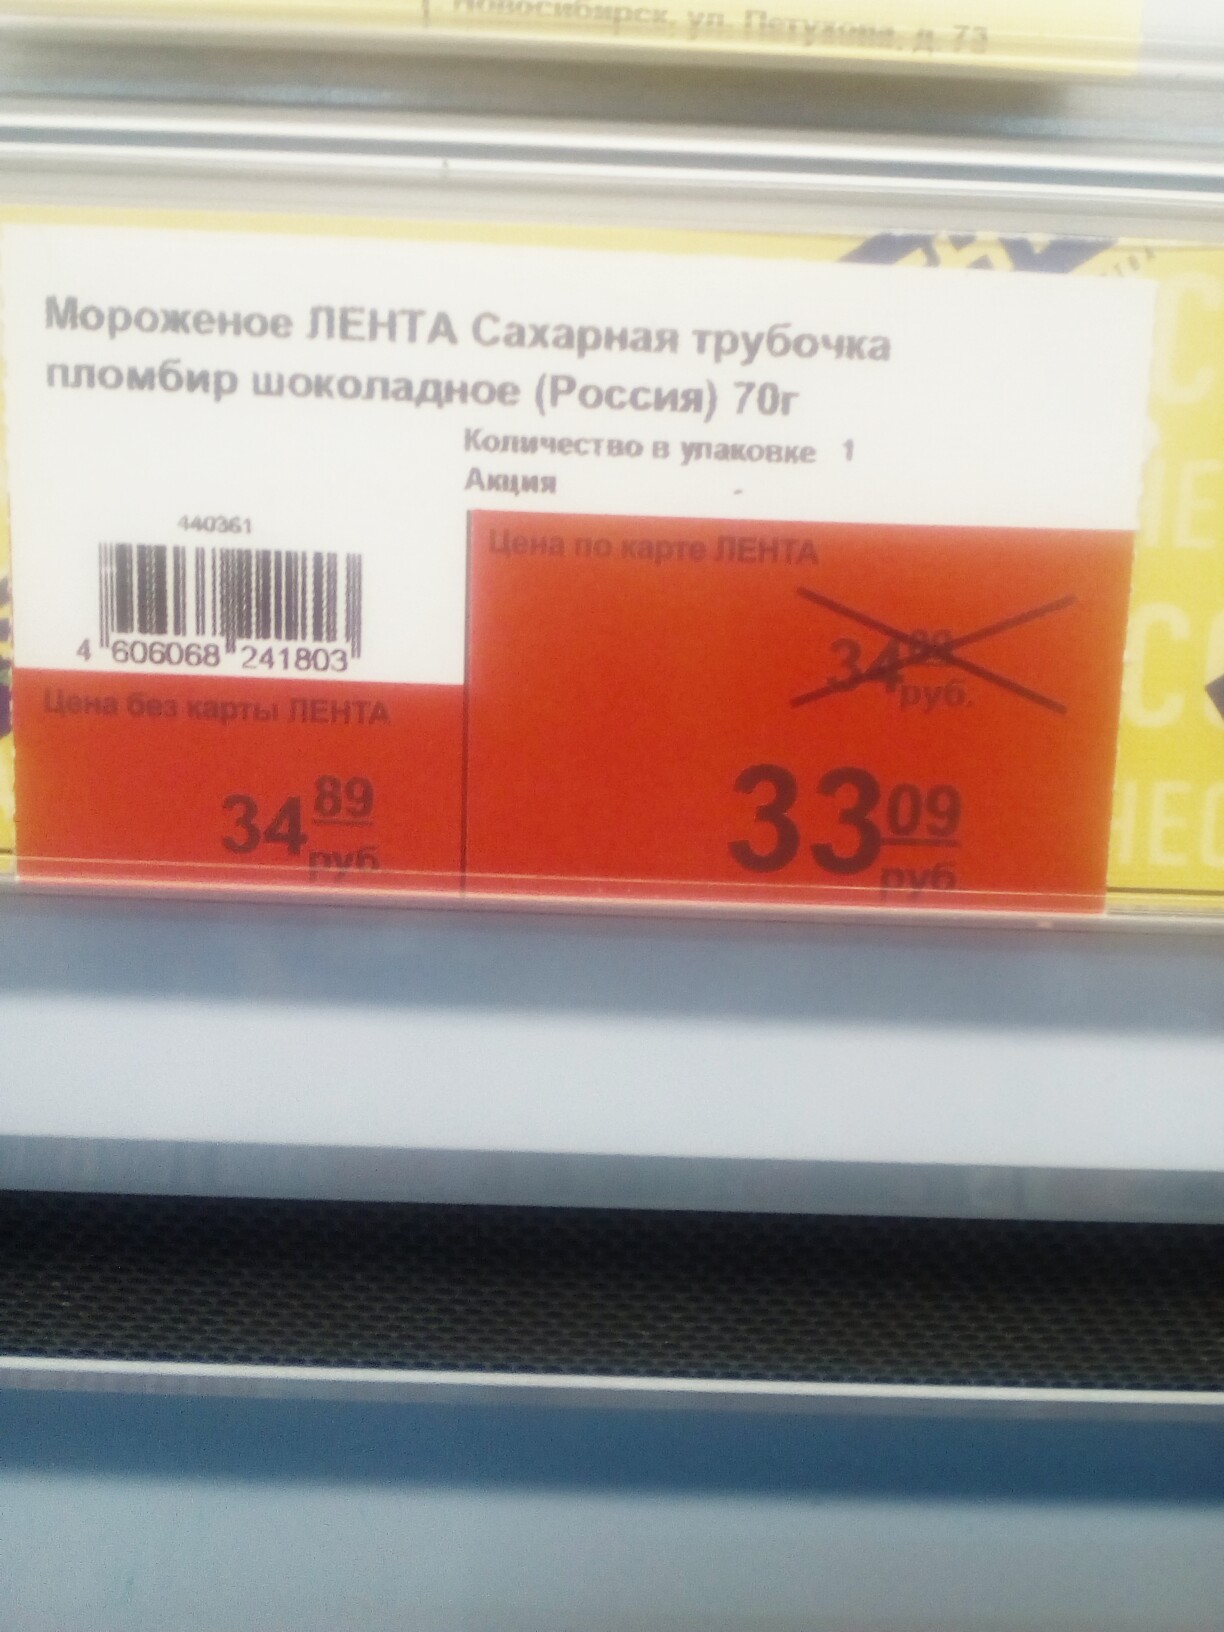 Новосибирск, ул. Петухова, д. 73
Мороженое ЛЕНТА Сахарная трубочка
пломбир шоколадное (Россия) 70г
Количество в упаковке 1
Акция -
440361
4 606068 241803
Цена по карте ЛЕНТА
34 89
руб.
33 09
руб
Цена без карты ЛЕНТА
34 89
руб